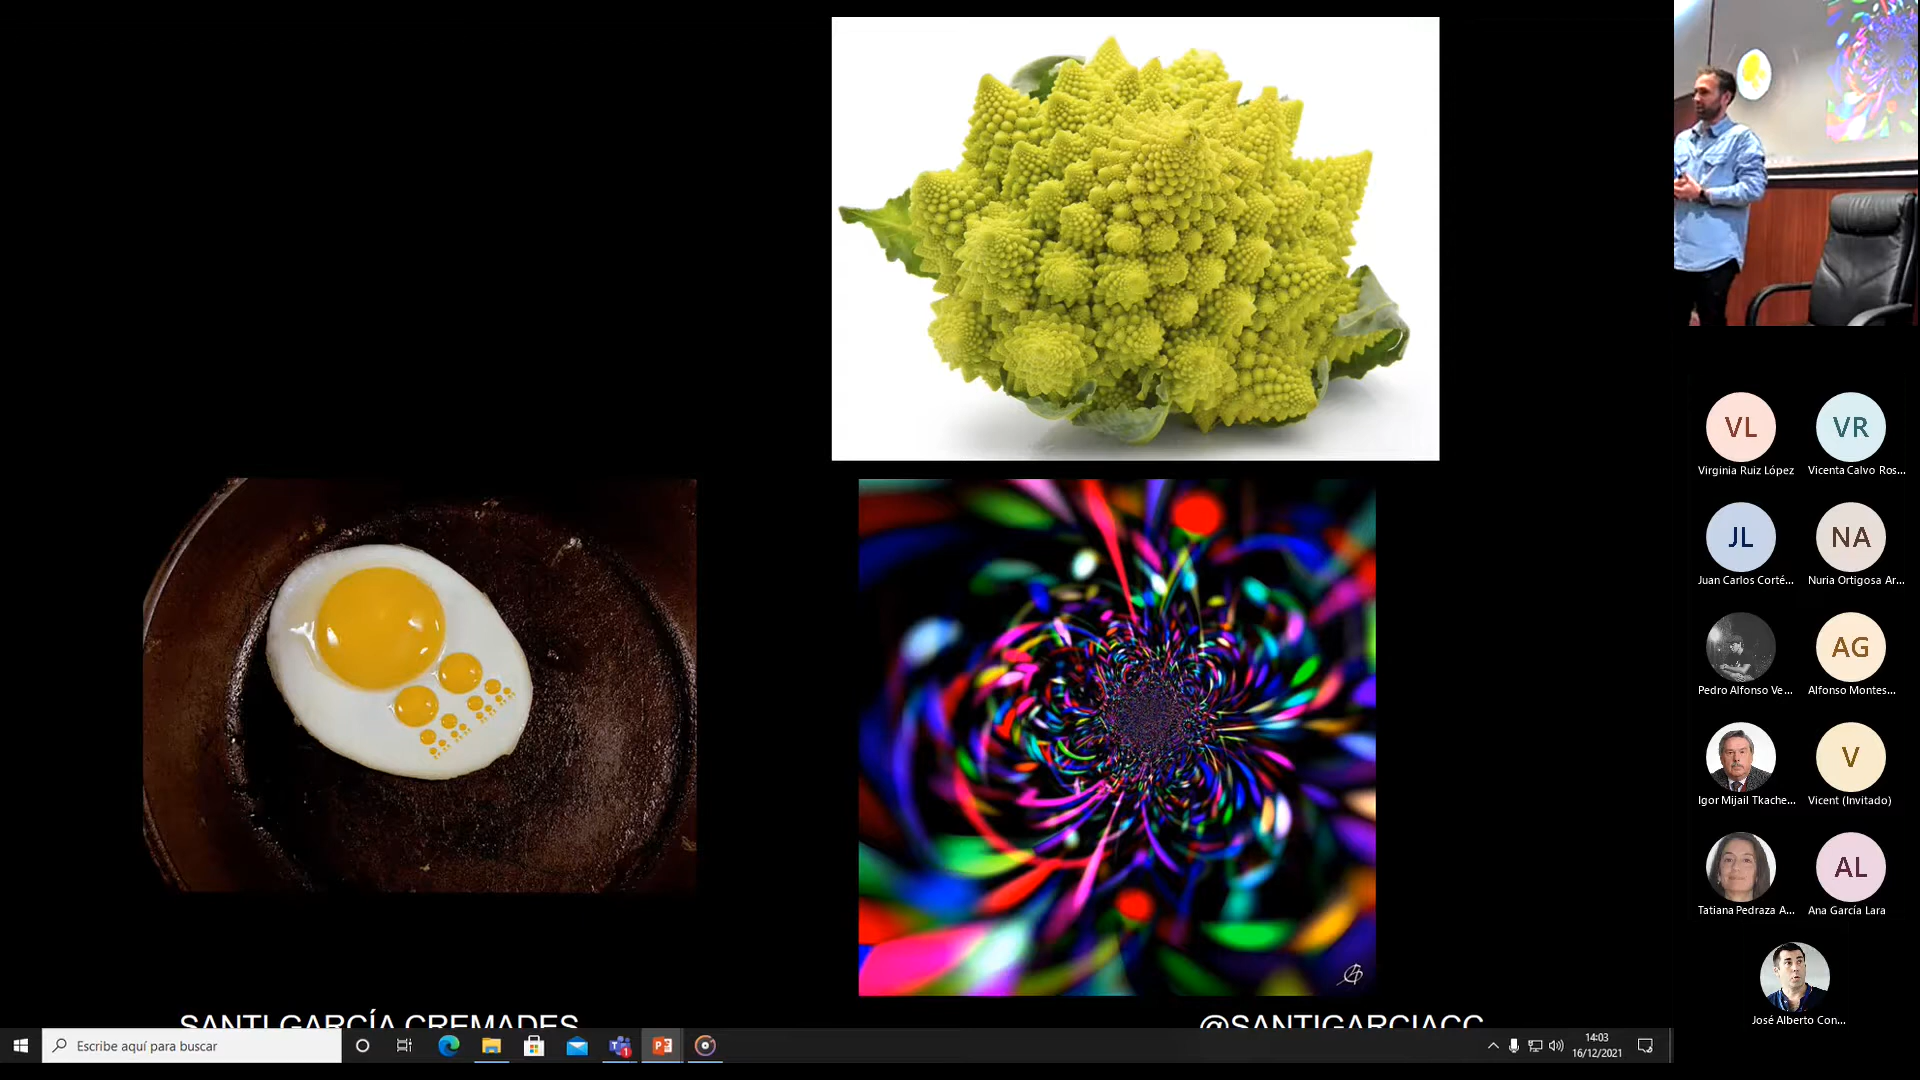 VL
VR
Virginia Ruiz López
Vicenta Calvo Ros...
JL
NA
Juan Carlos Corté...
Nuria Ortigosa Ar...
AG
Pedro Alfonso Ve...
Alfonso Montes...
V
Igor Mijail Tkache...
Vicent (Invitado)
AL
Tatiana Pedraza A...
Ana García Lara
José Alberto Con...
SANTI GARCÍA CREMADES
@SANTIGARCIACC
Escribe aquí para buscar
1
14:03
16/12/2021